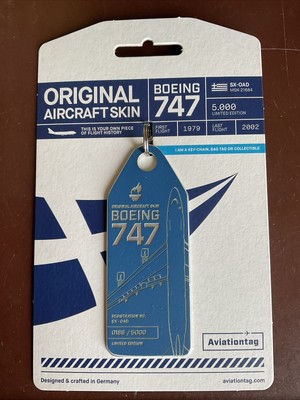 ORIGINAL
AIRCRAFT SKIN
THIS IS YOUR OWN PIECE
OF FLIGHT HISTORY
BOEING
747
SX-OAD
MSN 21684
5.000
LIMITED EDITION
FIRST
FLIGHT
1979
LAST
FLIGHT
2002
I AM A KEY CHAIN, BAG TAG OR COLLECTIBLE
ORIGINAL AIRCRAFT SKIN
BOEING
747
REGISTRATION NO.
SX-OAD
LIMITED EDITION
Aviationtag
Designed & crafted in Germany
aviationtag.com